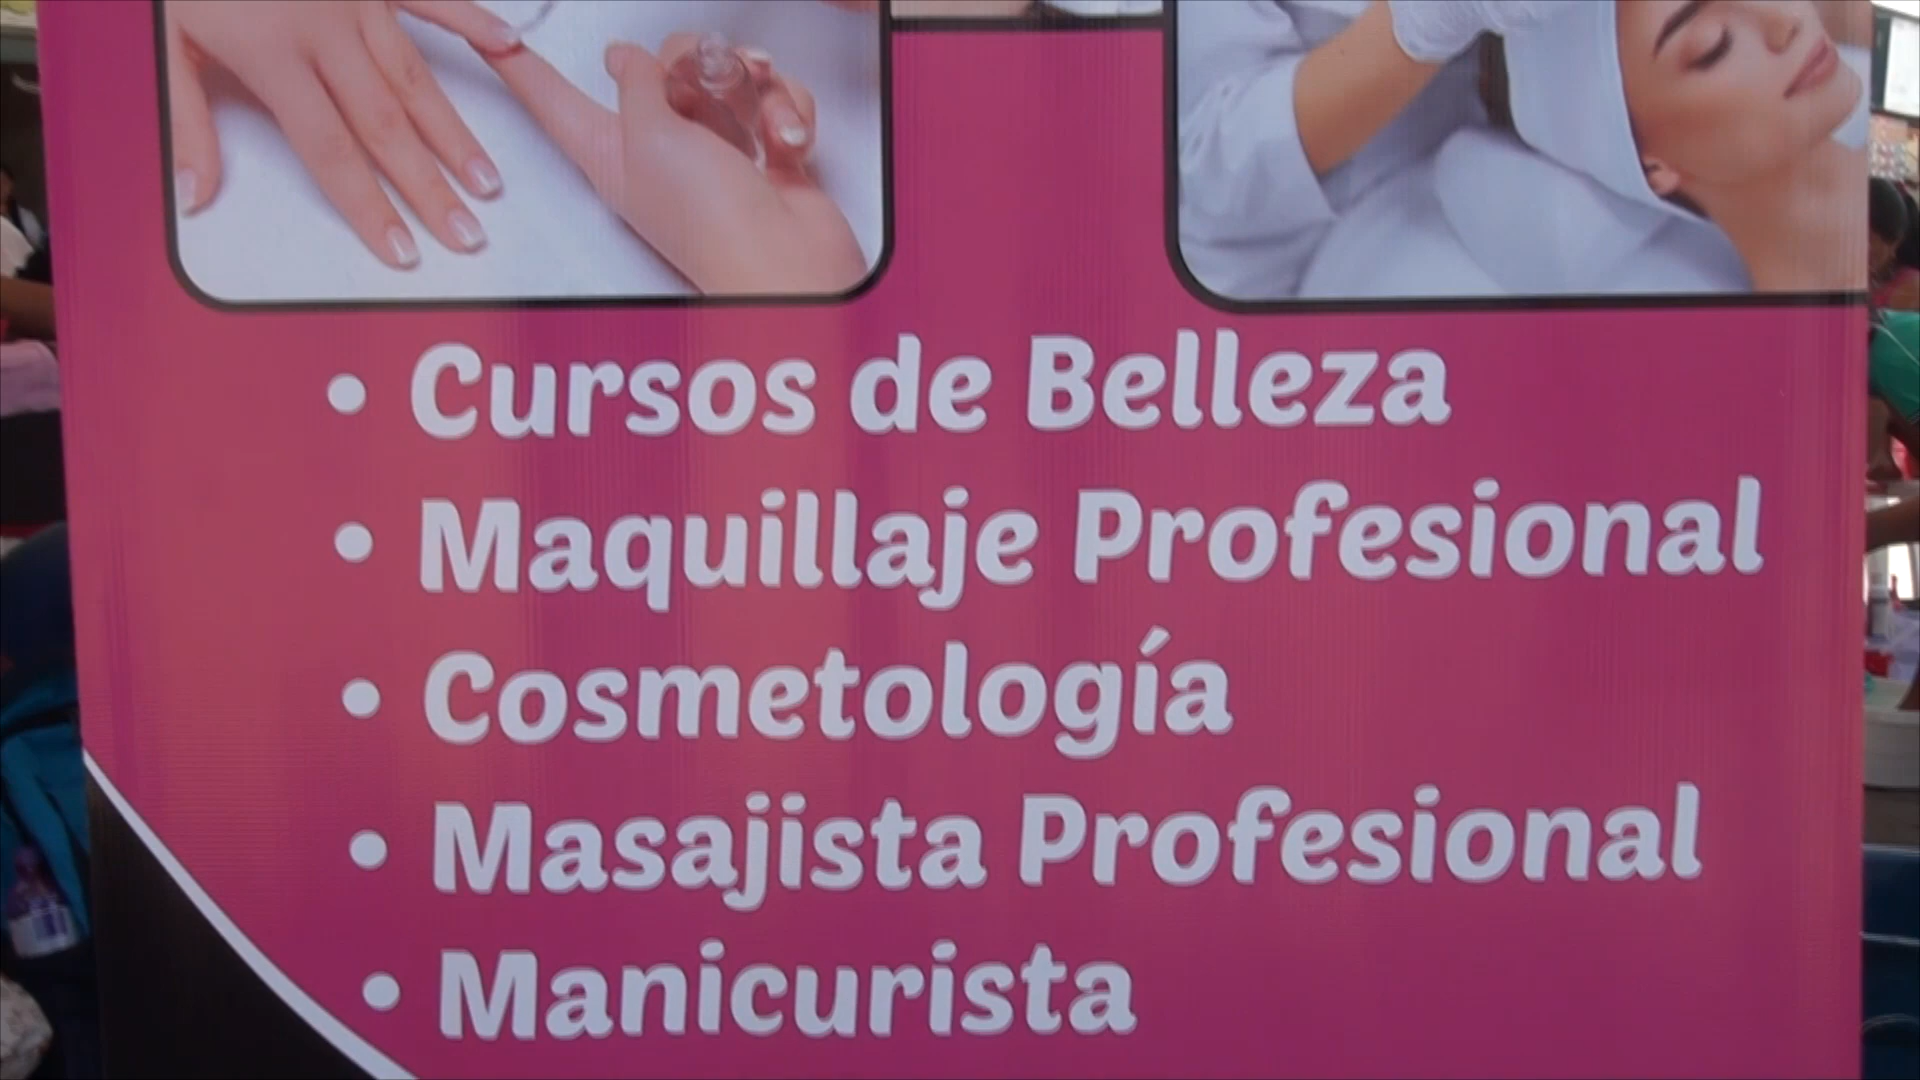 • Cursos de Belleza
• Maquillaje Profesional
• Cosmetología
• Masajista Profesional
• Manicurista